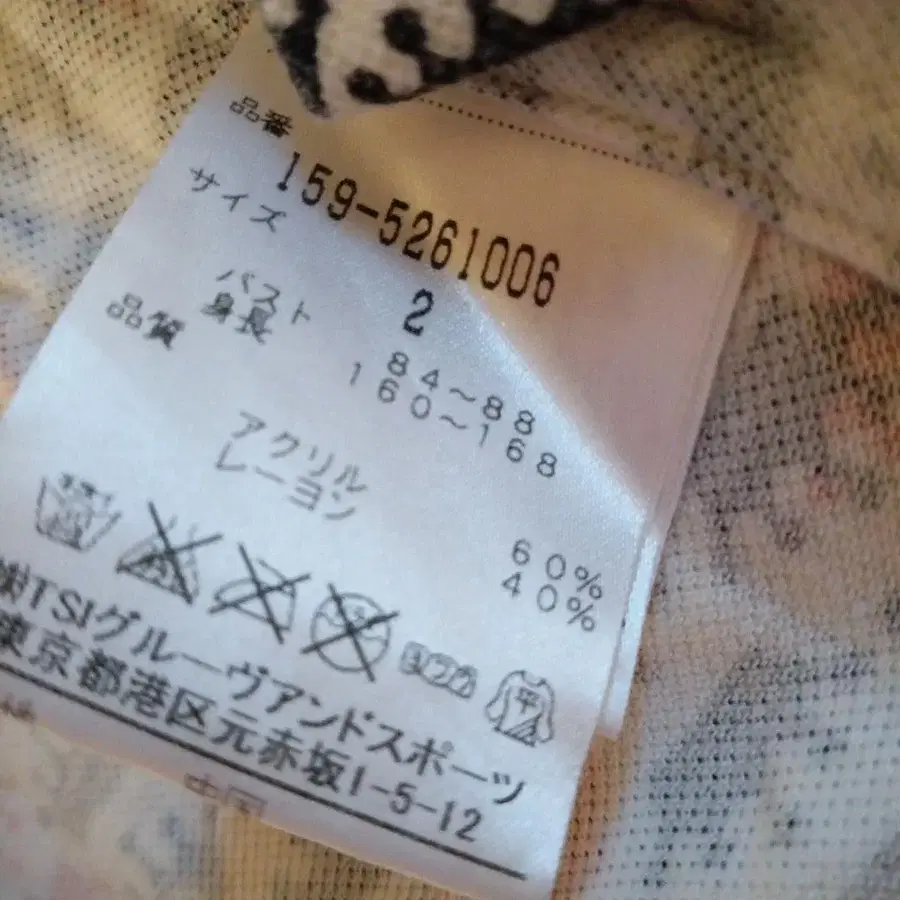 品番
159-5261006
サイズ 2
バスト 84〜88
身長 160〜168
品質
アクリル 60%
レーヨン 40%
㈱TSIグルーヴアンドスポーツ
東京都港区元赤坂1-5-12
中国